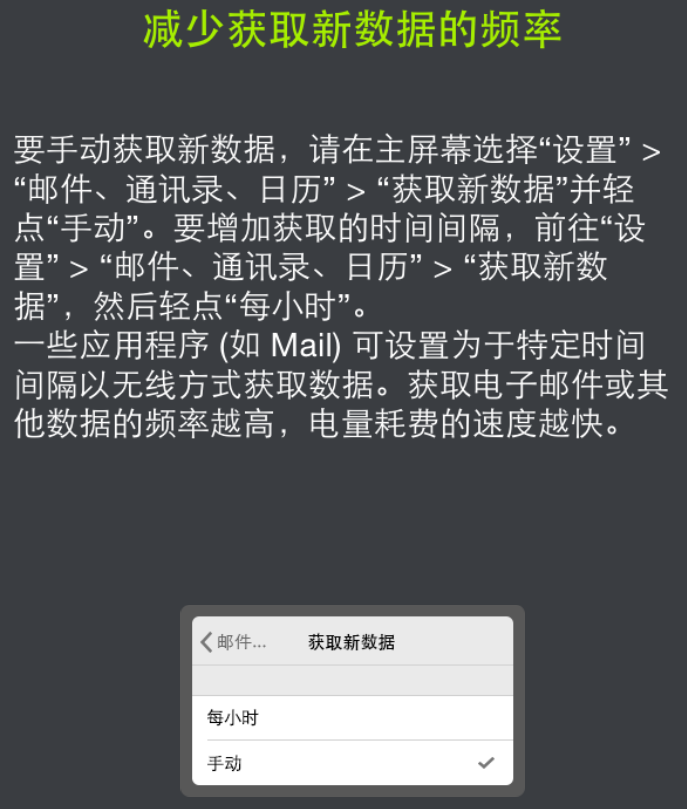 减少获取新数据的频率
要手动获取新数据，请在主屏幕选择“设置” >
“邮件、通讯录、日历” > “获取新数据”并轻
点“手动”。要增加获取的时间间隔，前往“设
置” > “邮件、通讯录、日历” > “获取新数
据”，然后轻点“每小时”。
一些应用程序 (如 Mail) 可设置为于特定时间
间隔以无线方式获取数据。获取电子邮件或其
他数据的频率越高，电量耗费的速度越快。
邮件... 获取新数据
每小时
手动